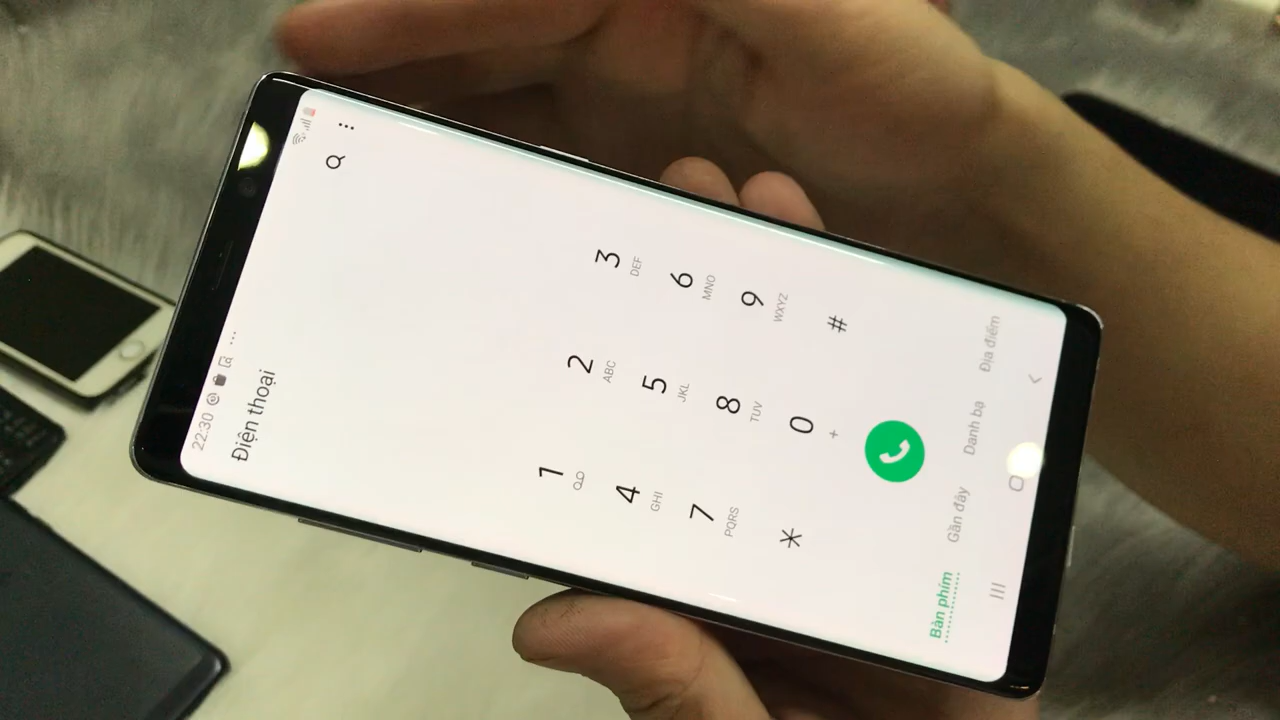 22:30
Điện thoại
1 2 3
ABC DEF
4 5 6
GHI JKL MNO
7 8 9
PQRS TUV WXYZ
* 0 #
+
Bàn phím Gần đây Danh bạ Địa điểm